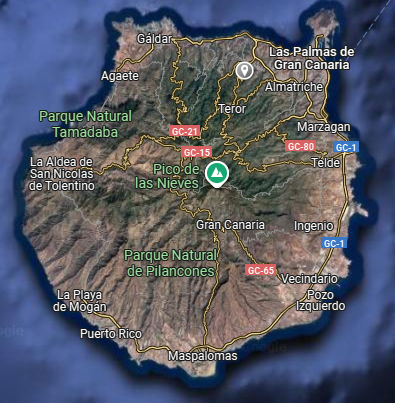 Gáldar
Las Palmas de
Gran Canaria
Agaete
Almatriche
Teror
Parque Natural
Tamadaba
Marzagan
GC-21
GC-80
GC-1
GC-15
La Aldea de
San Nicolas
de Tolentino
Telde
Pico de
las Nieves
Gran Canaria
Ingenio
GC-1
Parque Natural
de Pilancones
GC-65
Vecindario
La Playa
de Mogán
Pozo
Izquierdo
Puerto Rico
Maspalomas